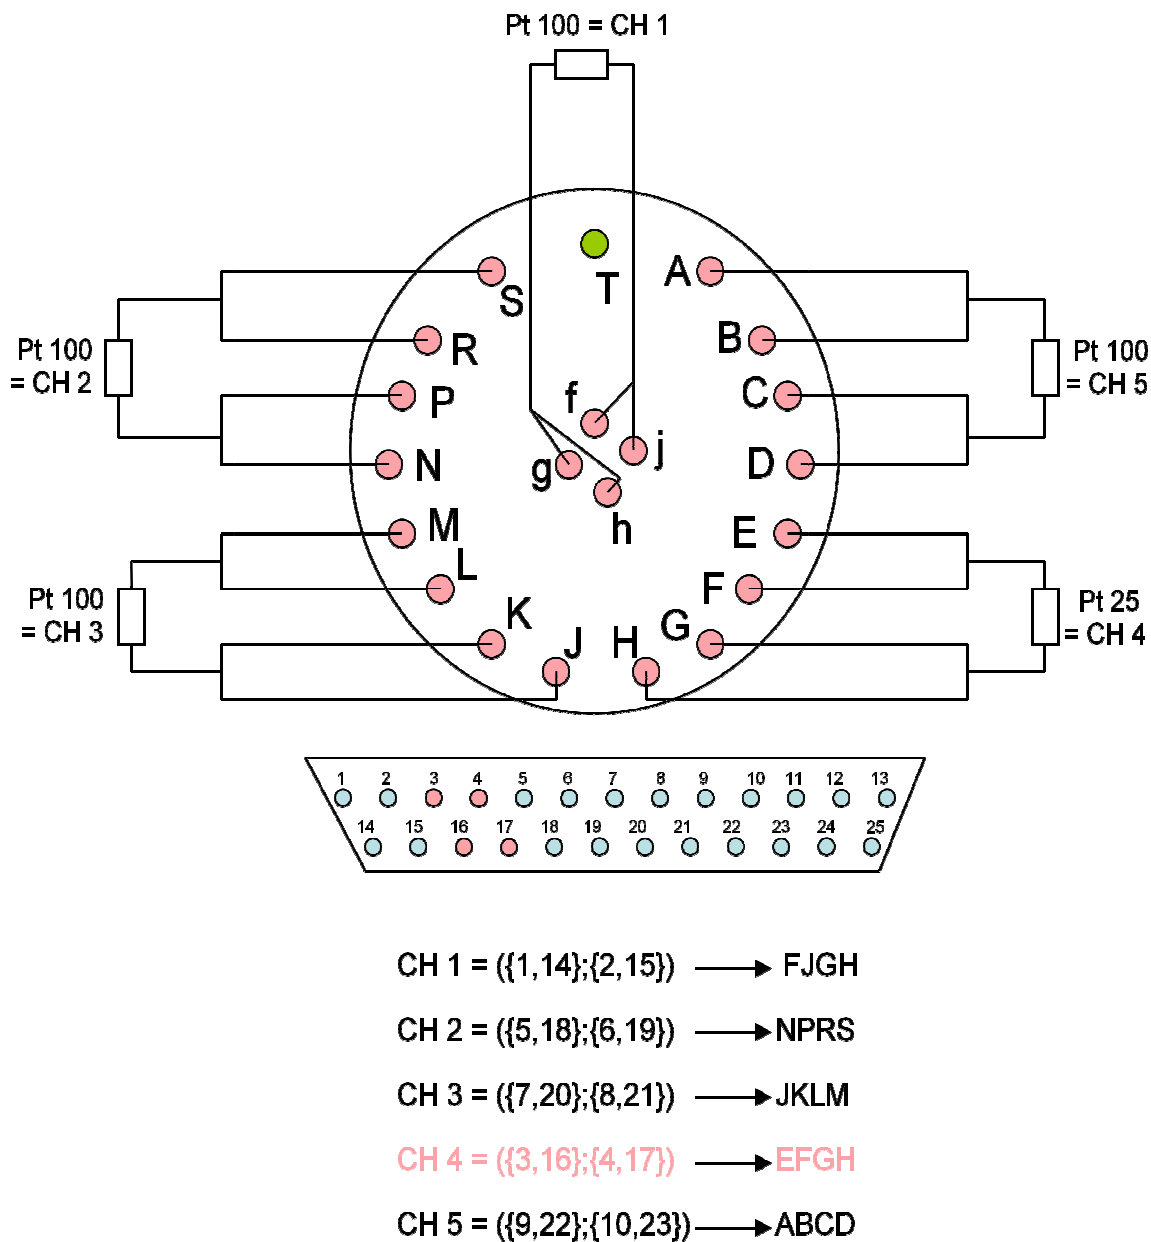 Pt 100 = CH 1
T
S
A
R
B
Pt 100
= CH 2
Pt 100
= CH 5
P
f
C
N
g
j
D
M
h
E
L
F
Pt 100
= CH 3
K
G
Pt 25
= CH 4
J
H
1 2 3 4 5 6 7 8 9 10 11 12 13
14 15 16 17 18 19 20 21 22 23 24 25
CH 1 = ({1,14};{2,15}) FJGH
CH 2 = ({5,18};{6,19}) NPRS
CH 3 = ({7,20};{8,21}) JKLM
CH 4 = ({3,16};{4,17}) EFGH
CH 5 = ({9,22};{10,23}) ABCD